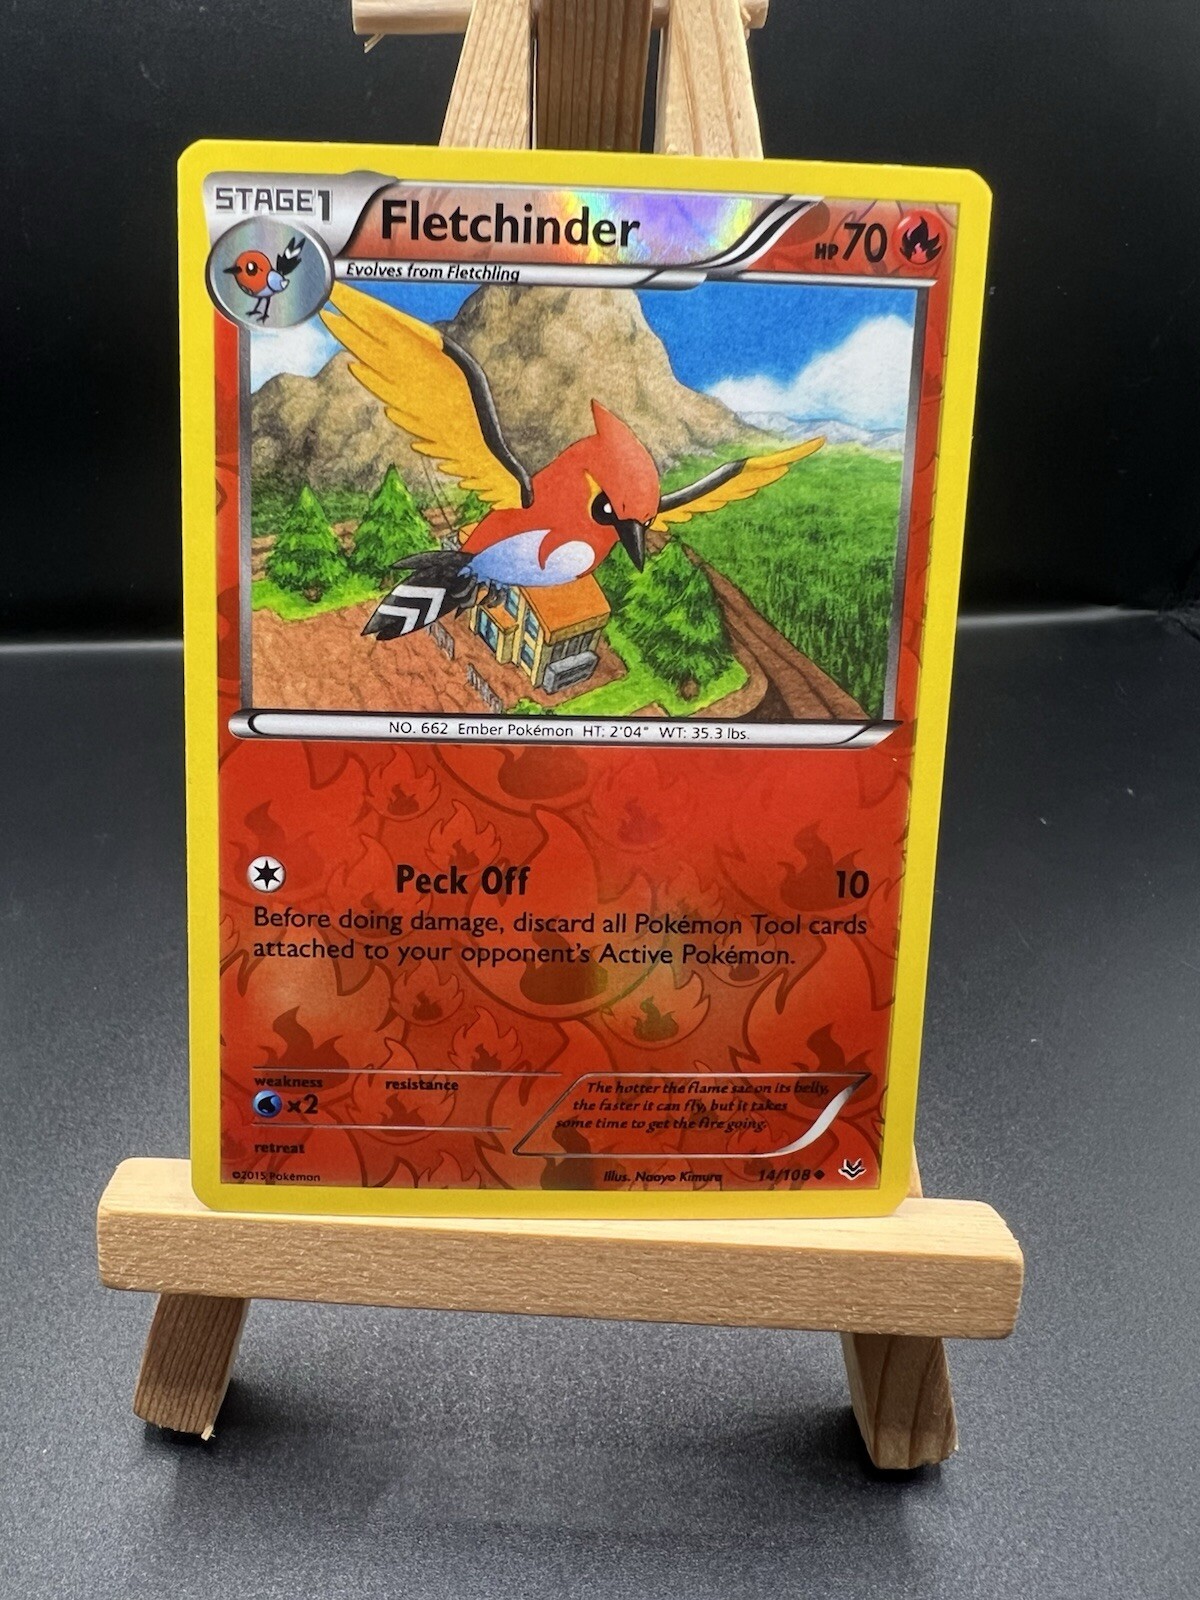 STAGE1
Fletchinder
HP70
Evolves from Fletchling
NO. 662 Ember Pokémon HT: 2'04" WT: 35.3 lbs.
Peck Off 10
Before doing damage, discard all Pokémon Tool cards
attached to your opponent's Active Pokémon.
weakness resistance
x2
retreat
The hotter the flame sac on its belly,
the faster it can fly, but it takes
some time to get the fire going.
©2015 Pokémon Illus. Naoyo Kimura 14/108